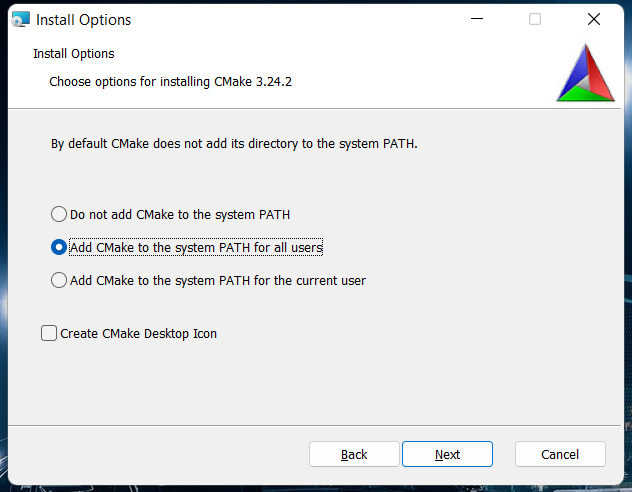 Install Options
Install Options
Choose options for installing CMake 3.24.2
By default CMake does not add its directory to the system PATH.
Do not add CMake to the system PATH
Add CMake to the system PATH for all users
Add CMake to the system PATH for the current user
Create CMake Desktop Icon
Back
Next
Cancel